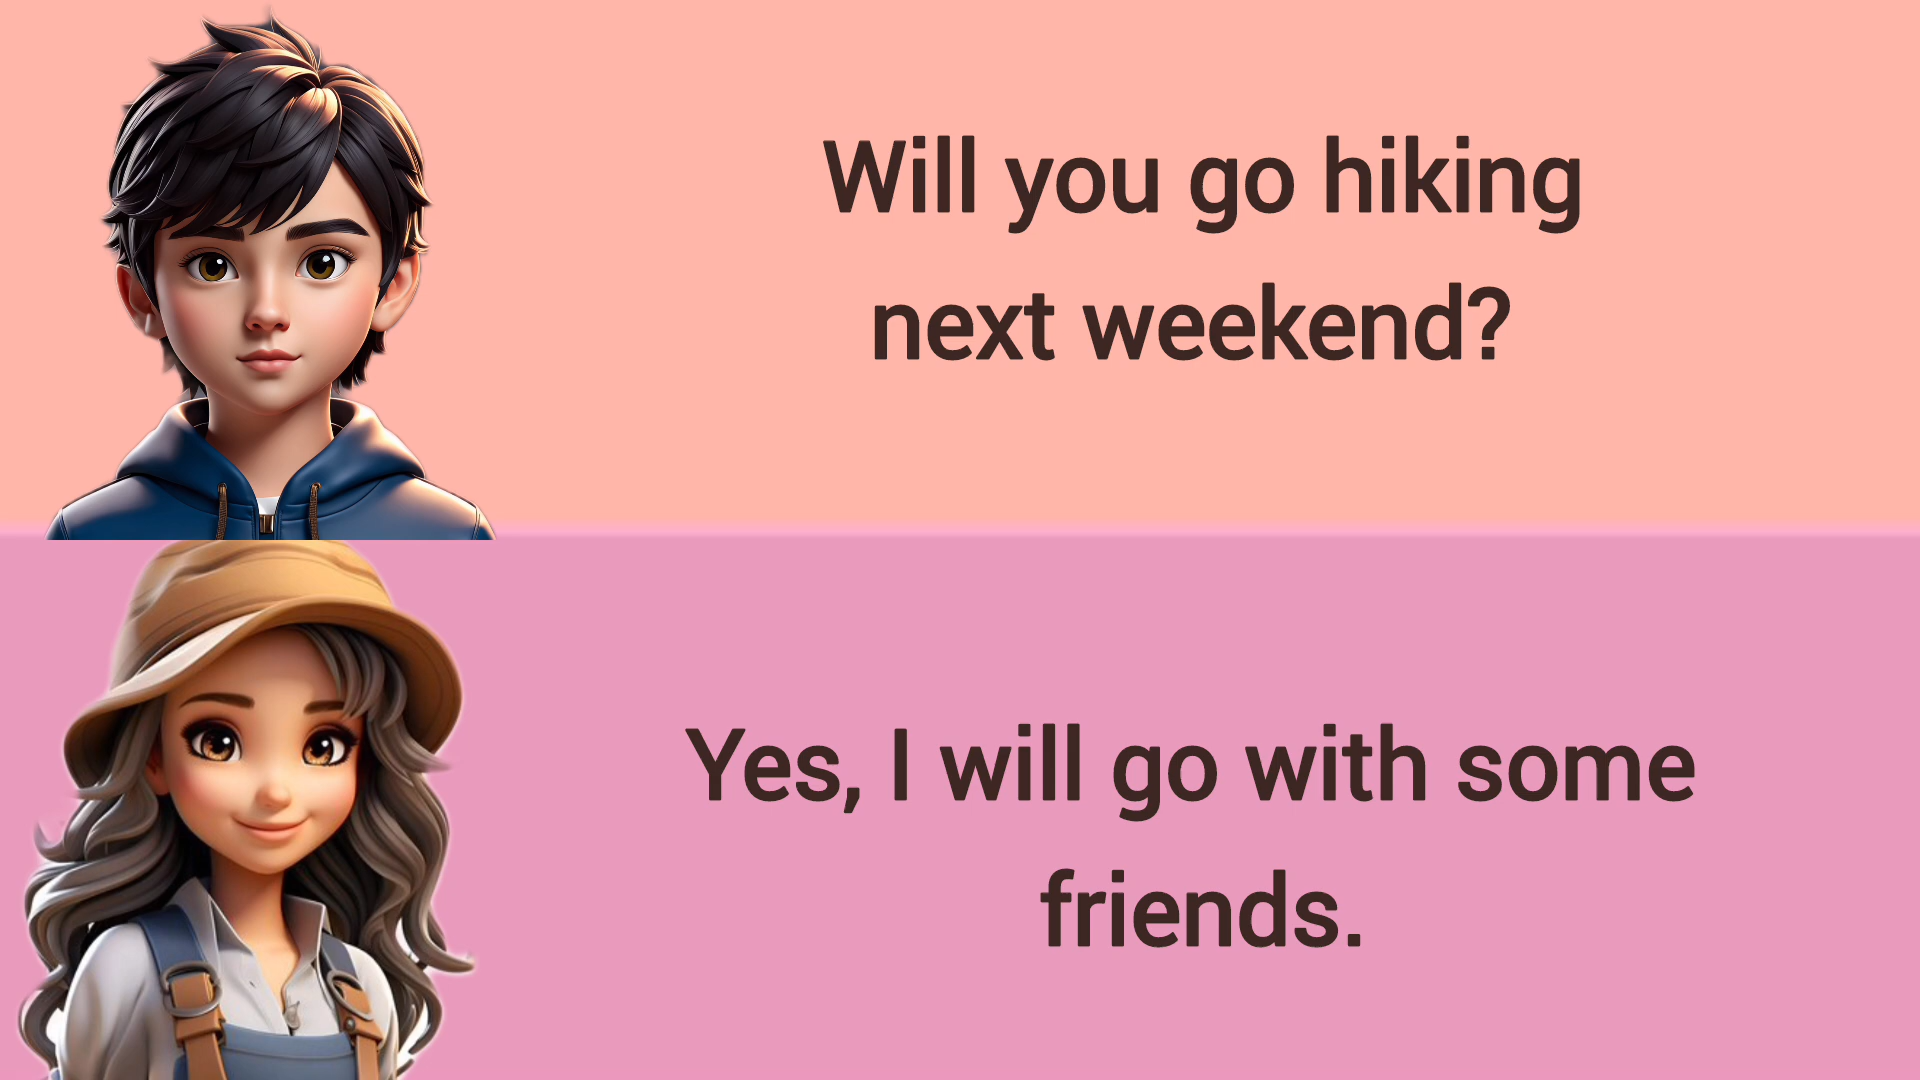 Will you go hiking
next weekend?
Yes, I will go with some
friends.